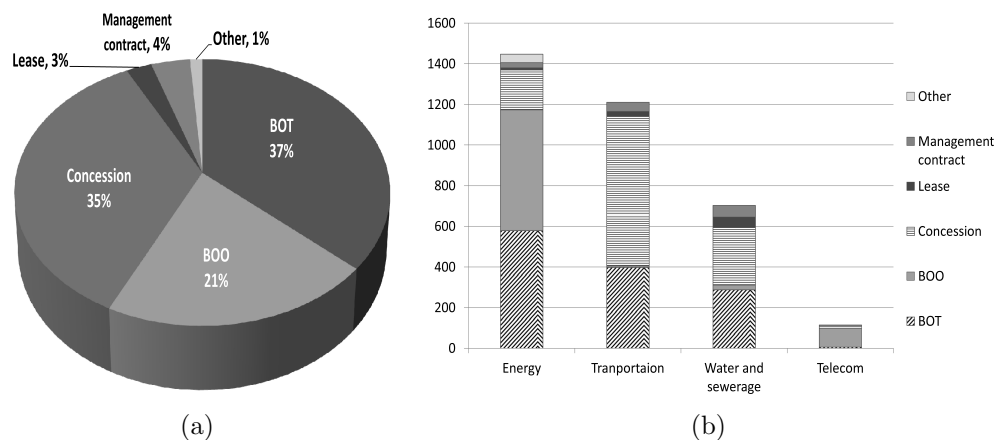 Management
contract, 4%
Other, 1%
Lease, 3%
BOT
37%
Concession
35%
BOO
21%
(a)
1600
1400
1200
1000
800
600
400
200
0
Energy
Tranportaion
Water and
sewerage
Telecom
Other
Management
contract
Lease
Concession
BOO
BOT
(b)